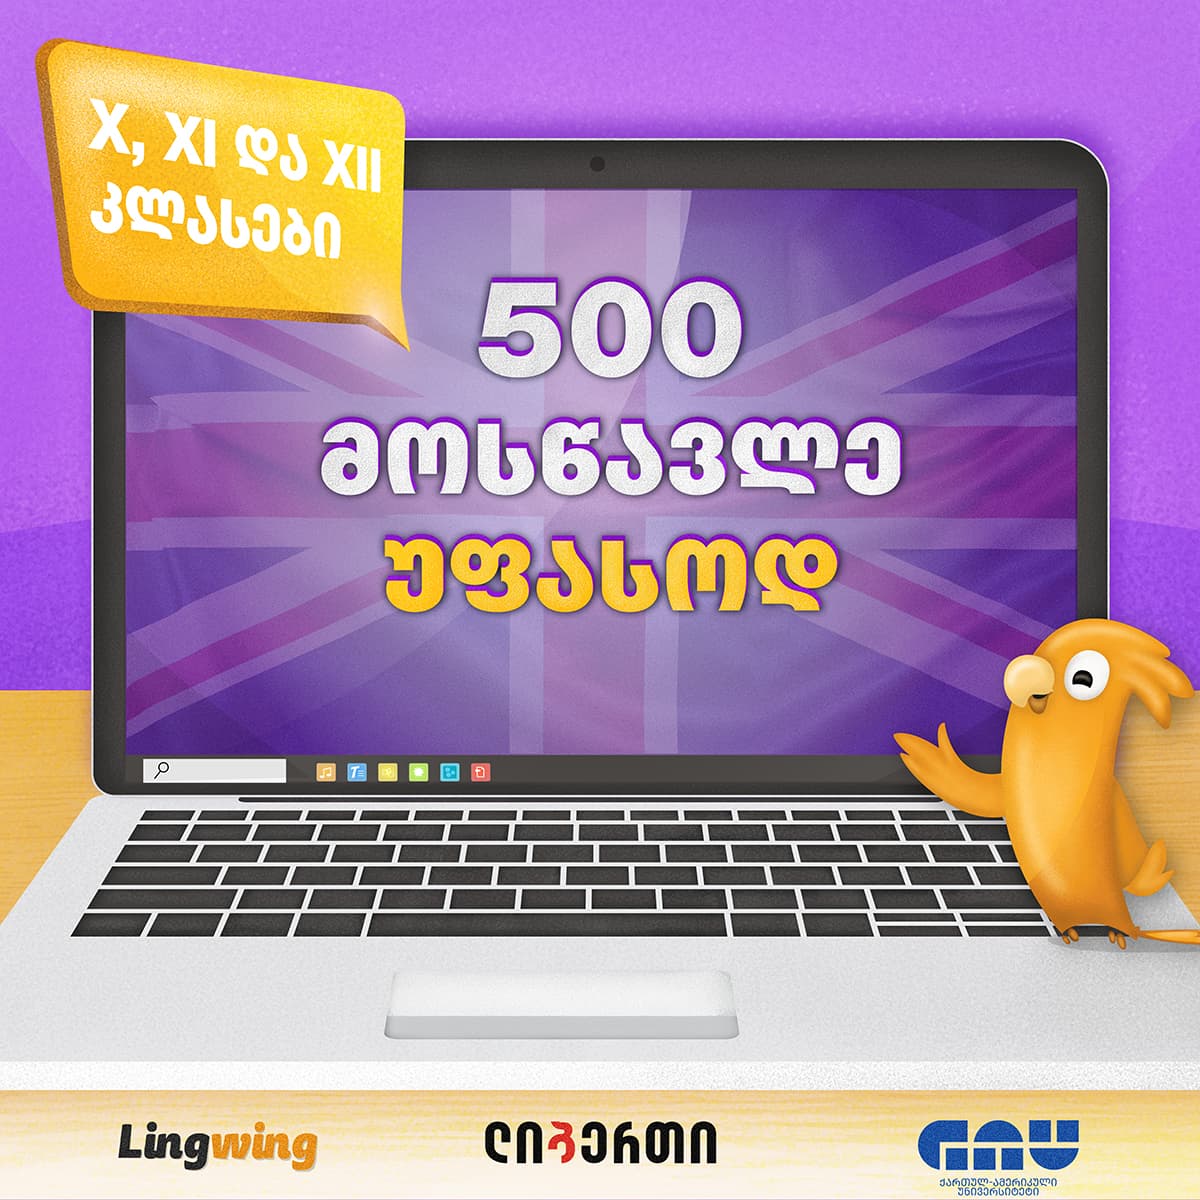 X, XI და XII
კლასები
500
მოსწავლე
უფასოდ
Lingwing
ლიბერთი
GAU
ქართულ-ამერიკული
უნივერსიტეტი